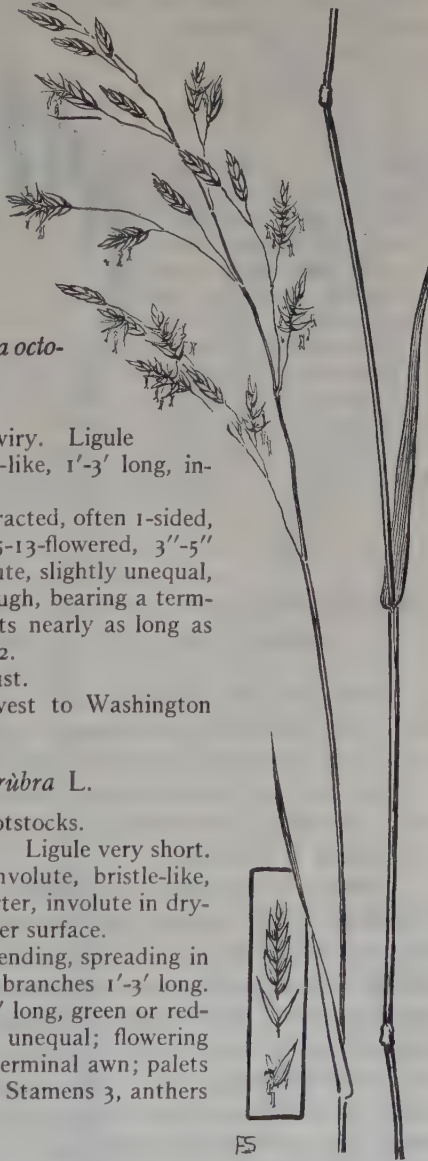 a octo-
viry. Ligule
-like, 1'-3' long, in-
racted, often 1-sided,
5-13-flowered, 3''-5''
ute, slightly unequal,
ugh, bearing a term-
ts nearly as long as
2.
ust.
vest to Washington
rùbra L.
otstocks.
Ligule very short.
nvolute, bristle-like,
rter, involute in dry-
er surface.
ending, spreading in
branches 1'-3' long.
' long, green or red-
unequal; flowering
erminal awn; palets
Stamens 3, anthers
FS